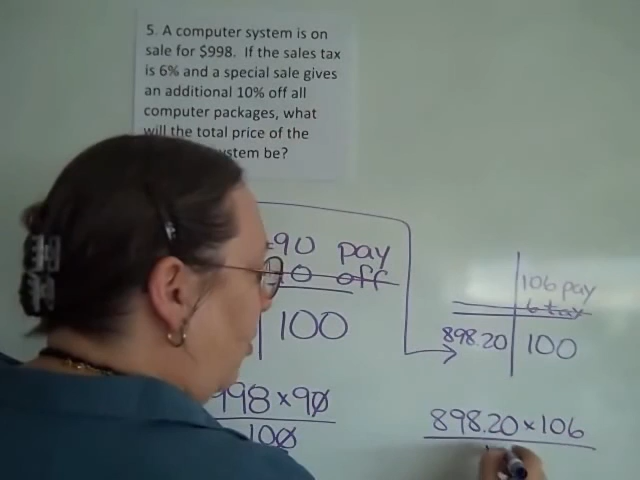 5. A computer system is on
sale for $998. If the sales tax
is 6% and a special sale gives
an additional 10% off all
computer packages, what
will the total price of the
stem be?
=90 pay
10 off
100
998 × 90
100
106 pay
6 tax
898.20 100
898.20 × 106